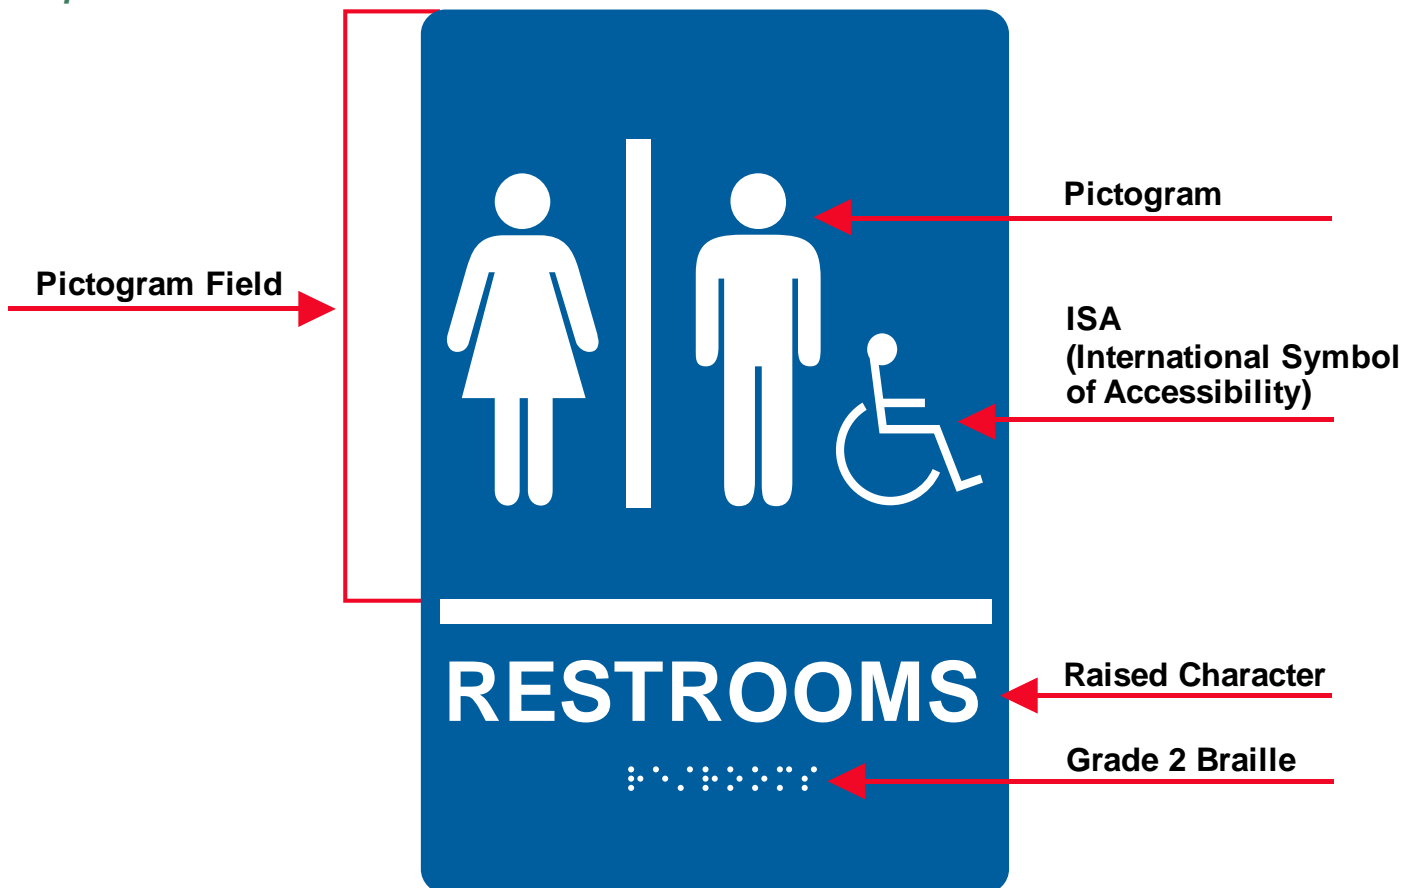 Pictogram
Pictogram Field
ISA
(International Symbol
of Accessibility)
RESTROOMS
Raised Character
Grade 2 Braille
⠗⠑⠌⠗⠕⠕⠍⠎